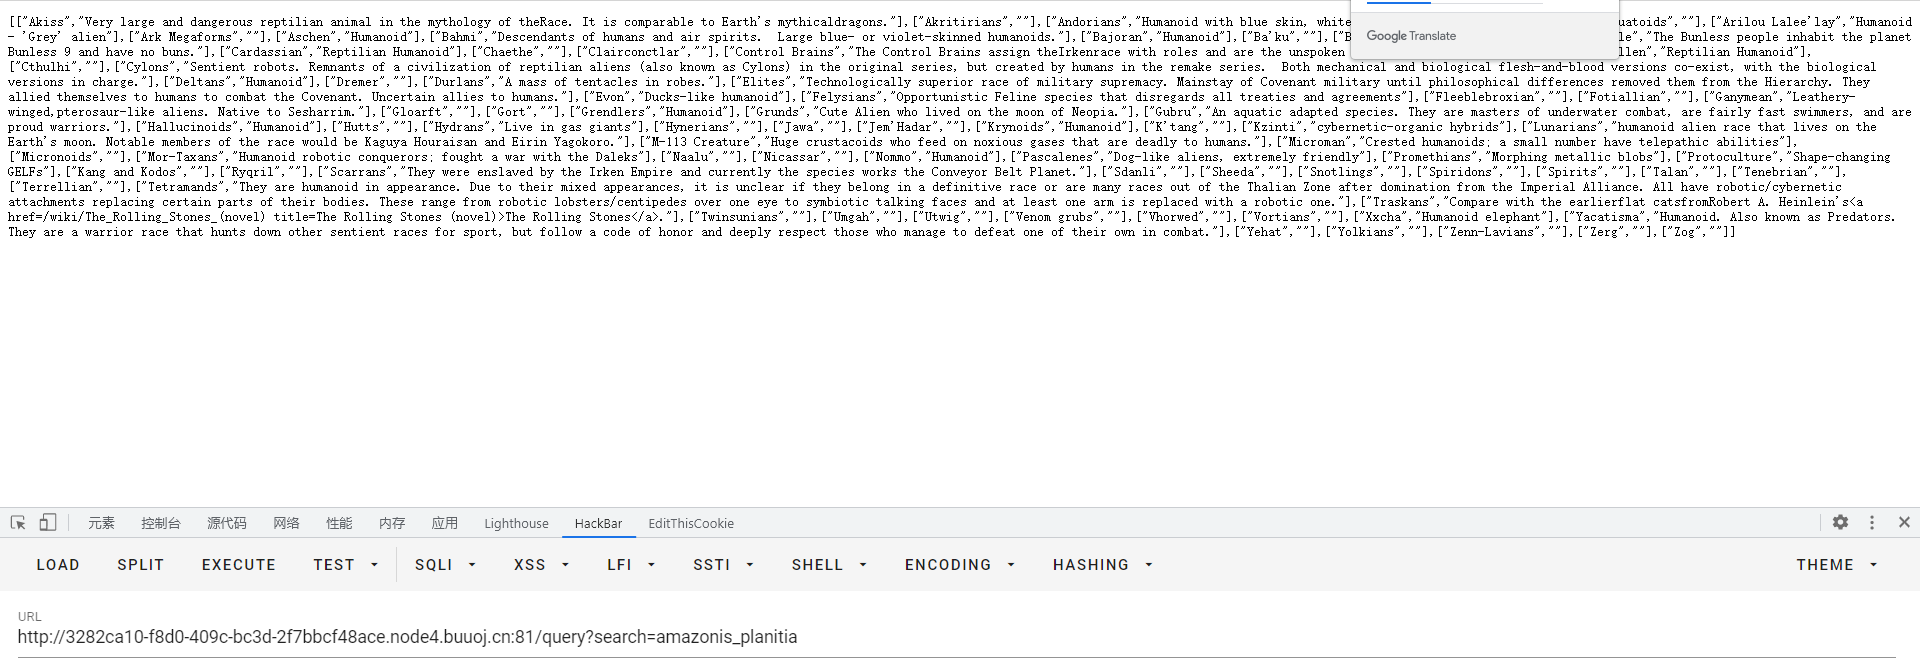 [["Akiss","Very large and dangerous reptilian animal in the mythology of theRace. It is comparable to Earth's mythicaldragons."],["Akritirians",""],["Andorians","Humanoid with blue skin, white uatoids",""],["Arilou Lalee'lay","Humanoid
- 'Grey' alien"],["Ark Megaforms",""],["Aschen","Humanoid"],["Bahmi","Descendants of humans and air spirits.  Large blue- or violet-skinned humanoids."],["Bajoran","Humanoid"],["Ba'ku",""],["B le","The Bunless people inhabit the planet
Bunless 9 and have no buns."],["Cardassian","Reptilian Humanoid"],["Chaethe",""],["Clairconctlar",""],["Control Brains","The Control Brains assign theIrkenrace with roles and are the unspoken llen","Reptilian Humanoid"],
["Cthulhi",""],["Cylons","Sentient robots. Remnants of a civilization of reptilian aliens (also known as Cylons) in the original series, but created by humans in the remake series.  Both mechanical and biological flesh-and-blood versions co-exist, with the biological
versions in charge."],["Deltans","Humanoid"],["Dremer",""],["Durlans","A mass of tentacles in robes."],["Elites","Technologically superior race of military supremacy. Mainstay of Covenant military until philosophical differences removed them from the Hierarchy. They
allied themselves to humans to combat the Covenant. Uncertain allies to humans."],["Evon","Ducks-like humanoid"],["Felysians","Opportunistic Feline species that disregards all treaties and agreements"],["Fleeblebroxian",""],["Fotiallian",""],["Ganymean","Leathery-
winged,pterosaur-like aliens. Native to Sesharrim."],["Gloarft",""],["Gort",""],["Grendlers","Humanoid"],["Grunds","Cute Alien who lived on the moon of Neopia."],["Gubru","An aquatic adapted species. They are masters of underwater combat, are fairly fast swimmers, and are
proud warriors."],["Hallucinoids","Humanoid"],["Hutts",""],["Hydrans","Live in gas giants"],["Hynerians",""],["Jawa",""],["Jem'Hadar",""],["Krynoids","Humanoid"],["K'tang",""],["Kzinti","cybernetic-organic hybrids"],["Lunarians","humanoid alien race that lives on the
Earth's moon. Notable members of the race would be Kaguya Houraisan and Eirin Yagokoro."],["M-113 Creature","Huge crustacoids who feed on noxious gases that are deadly to humans."],["Microman","Crested humanoids; a small number have telepathic abilities"],
["Micronoids",""],["Mor-Taxans","Humanoid robotic conquerors; fought a war with the Daleks"],["Naalu",""],["Nicassar",""],["Nommo","Humanoid"],["Pascalenes","Dog-like aliens, extremely friendly"],["Promethians","Morphing metallic blobs"],["Protoculture","Shape-changing
GELFs"],["Kang and Kodos",""],["Ryqril",""],["Scarrans","They were enslaved by the Irken Empire and currently the species works the Conveyor Belt Planet."],["Sdanli",""],["Sheeda",""],["Snotlings",""],["Spiridons",""],["Spirits",""],["Talan",""],["Tenebrian",""],
["Terrellian",""],["Tetramands","They are humanoid in appearance. Due to their mixed appearances, it is unclear if they belong in a definitive race or are many races out of the Thalian Zone after domination from the Imperial Alliance. All have robotic/cybernetic
attachments replacing certain parts of their bodies. These range from robotic lobsters/centipedes over one eye to symbiotic talking faces and at least one arm is replaced with a robotic one."],["Traskans","Compare with the earlierflat catsfromRobert A. Heinlein's<a
href=/wiki/The_Rolling_Stones_(novel) title=The Rolling Stones (novel)>The Rolling Stones</a>."],["Twinsunians",""],["Umgah",""],["Utwig",""],["Venom grubs",""],["Vhorwed",""],["Vortians",""],["Xxcha","Humanoid elephant"],["Yacatisma","Humanoid. Also known as Predators.
They are a warrior race that hunts down other sentient races for sport, but follow a code of honor and deeply respect those who manage to defeat one of their own in combat."],["Yehat",""],["Yolkians",""],["Zenn-Lavians",""],["Zerg",""],["Zog",""]]
Google Translate
元素 控制台 源代码 网络 性能 内存 应用 Lighthouse HackBar EditThisCookie
LOAD SPLIT EXECUTE TEST SQLI XSS LFI SSTI SHELL ENCODING HASHING THEME
URL
http://3282ca10-f8d0-409c-bc3d-2f7bbcf48ace.node4.buuoj.cn:81/query?search=amazonis_planitia